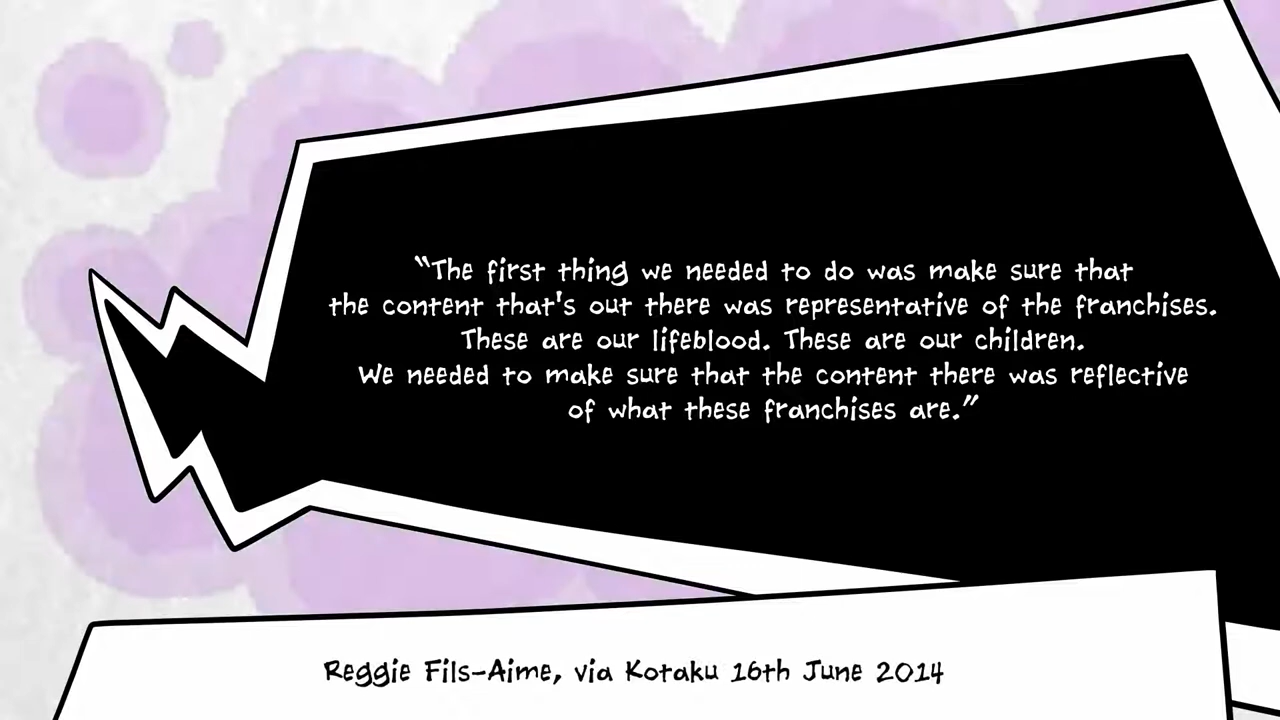 “The first thing we needed to do was make sure that
the content that's out there was representative of the franchises.
These are our lifeblood. These are our children.
We needed to make sure that the content there was reflective
of what these franchises are.”
Reggie Fils-Aime, via Kotaku 16th June 2014